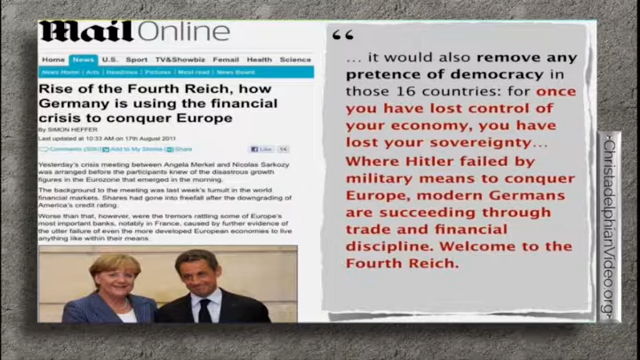 Mail Online
Home News U.S. Sport TV&Showbiz Femail Health Science
News Home Arts Headlines Pictures Most read News Board
Rise of the Fourth Reich, how
Germany is using the financial
crisis to conquer Europe
By SIMON HEFFER
Last updated at 10:33 AM on 17th August 2011
Comments Add to My Stories Share
Like
Yesterday's crisis meeting between Angela Merkel and Nicolas Sarkozy
was arranged before the participants knew of the disastrous growth
figures in the Eurozone that emerged in the morning.
The background to the meeting was last week's tumult in the world
financial markets. Shares had gone into freefall after the downgrading of
America's credit rating.
Worse than that, however, were the tremors rattling some of Europe's
most important banks, notably in France, caused by further evidence of
the utter failure of even the more developed European economies to live
anything like within their means.
“
… it would also remove any
pretence of democracy in
those 16 countries: for once
you have lost control of
your economy, you have
lost your sovereignty…
Where Hitler failed by
military means to conquer
Europe, modern Germans
are succeeding through
trade and financial
discipline. Welcome to the
Fourth Reich.
ChristadelphianVideo.org